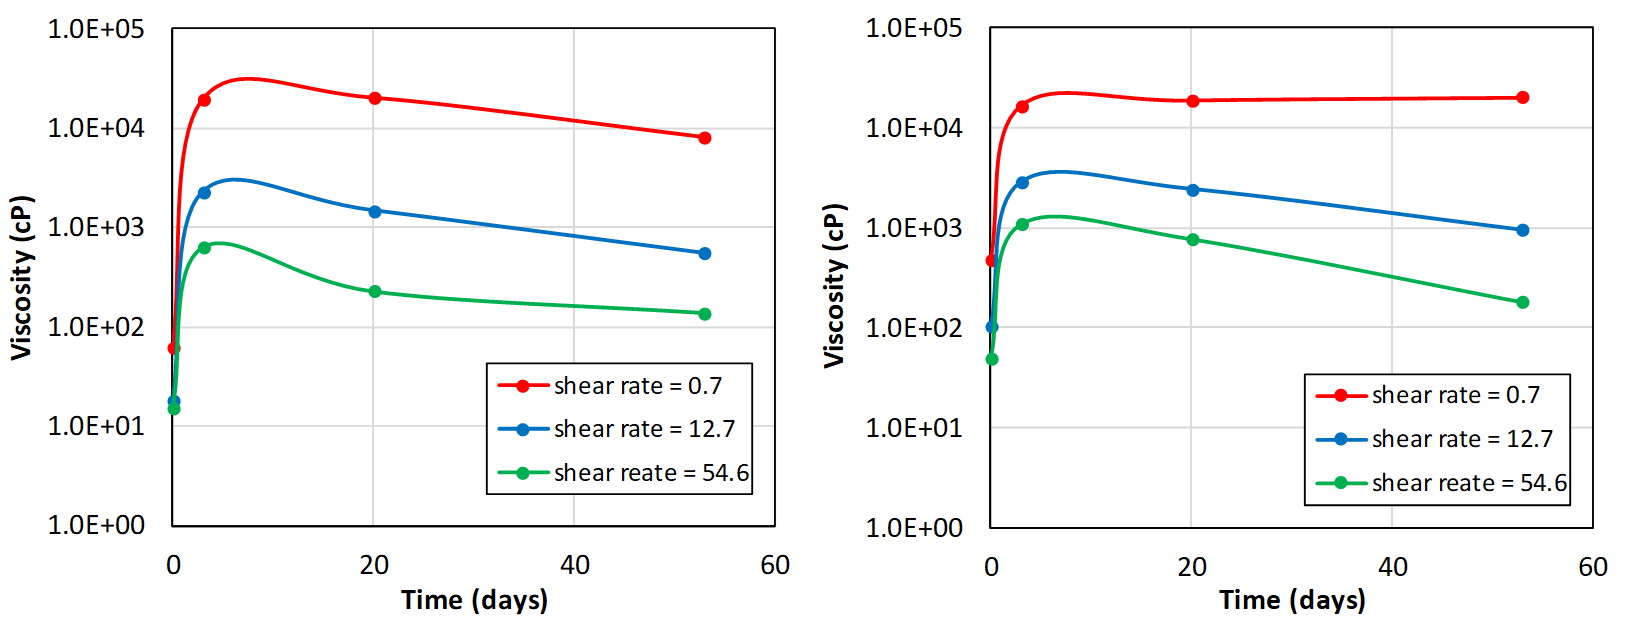 1.0E+05
1.0E+04
1.0E+03
1.0E+02
1.0E+01
1.0E+00
Viscosity (cP)
0
20
40
60
Time (days)
shear rate = 0.7
shear rate = 12.7
shear reate = 54.6
1.0E+05
1.0E+04
1.0E+03
1.0E+02
1.0E+01
1.0E+00
Viscosity (cP)
0
20
40
60
Time (days)
shear rate = 0.7
shear rate = 12.7
shear reate = 54.6